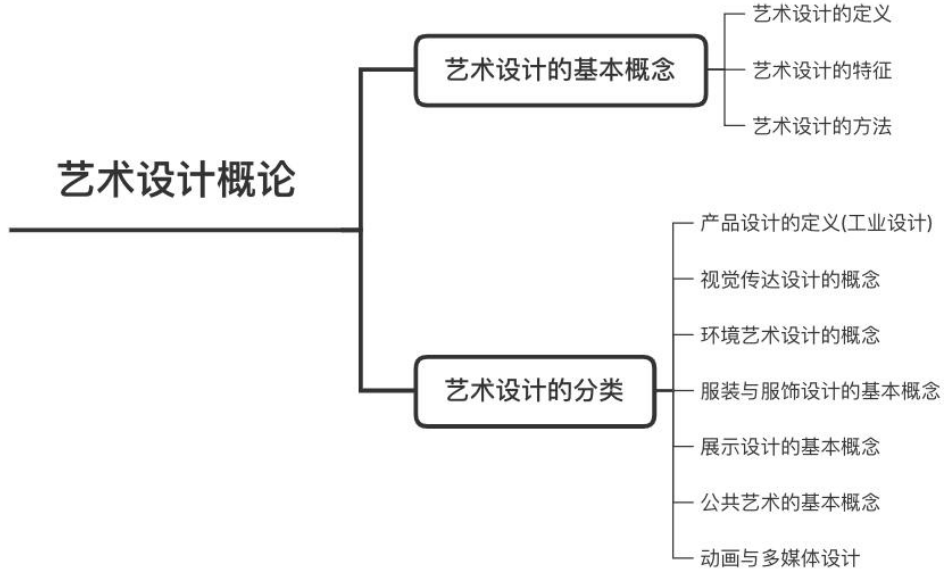 艺术设计概论
艺术设计的基本概念
艺术设计的定义
艺术设计的特征
艺术设计的方法
艺术设计的分类
产品设计的定义(工业设计)
视觉传达设计的概念
环境艺术设计的概念
服装与服饰设计的基本概念
展示设计的基本概念
公共艺术的基本概念
动画与多媒体设计